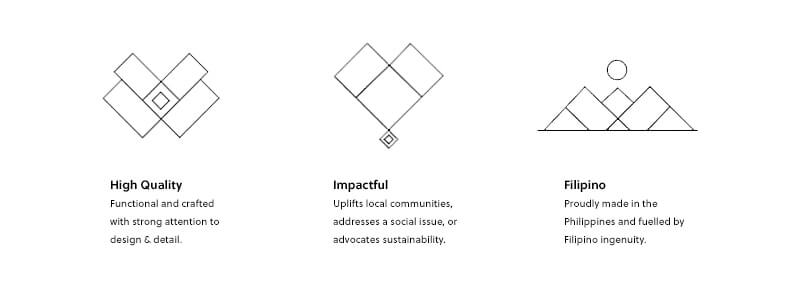 High Quality
Functional and crafted
with strong attention to
design & detail.
Impactful
Uplifts local communities,
addresses a social issue, or
advocates sustainability.
Filipino
Proudly made in the
Philippines and fuelled by
Filipino ingenuity.